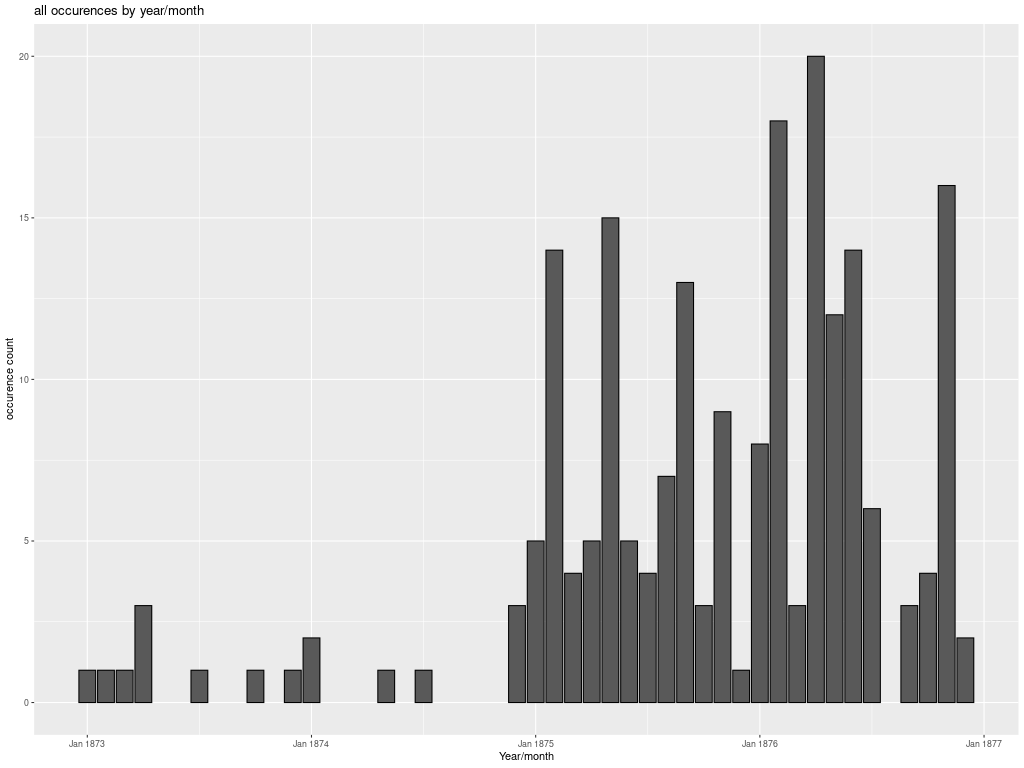 all occurences by year/month
20
15
10
5
0
occurence count
Jan 1873
Jan 1874
Jan 1875
Jan 1876
Jan 1877
Year/month